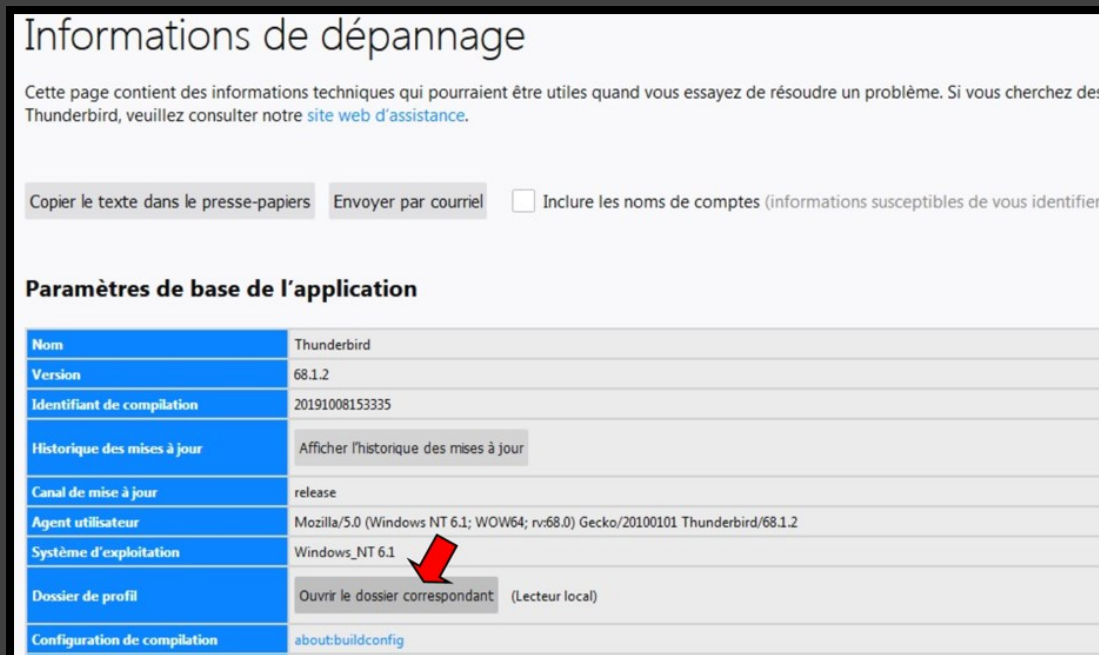 Informations de dépannage
Cette page contient des informations techniques qui pourraient être utiles quand vous essayez de résoudre un problème. Si vous cherchez des
Thunderbird, veuillez consulter notre site web d’assistance.
Copier le texte dans le presse-papiers Envoyer par courriel Inclure les noms de comptes (informations susceptibles de vous identifier
Paramètres de base de l’application
Nom Thunderbird
Version 68.1.2
Identifiant de compilation 20191008153335
Historique des mises à jour Afficher l’historique des mises à jour
Canal de mise à jour release
Agent utilisateur Mozilla/5.0 (Windows NT 6.1; WOW64; rv:68.0) Gecko/20100101 Thunderbird/68.1.2
Système d’exploitation Windows_NT 6.1
Dossier de profil Ouvrir le dossier correspondant (Lecteur local)
Configuration de compilation about:buildconfig